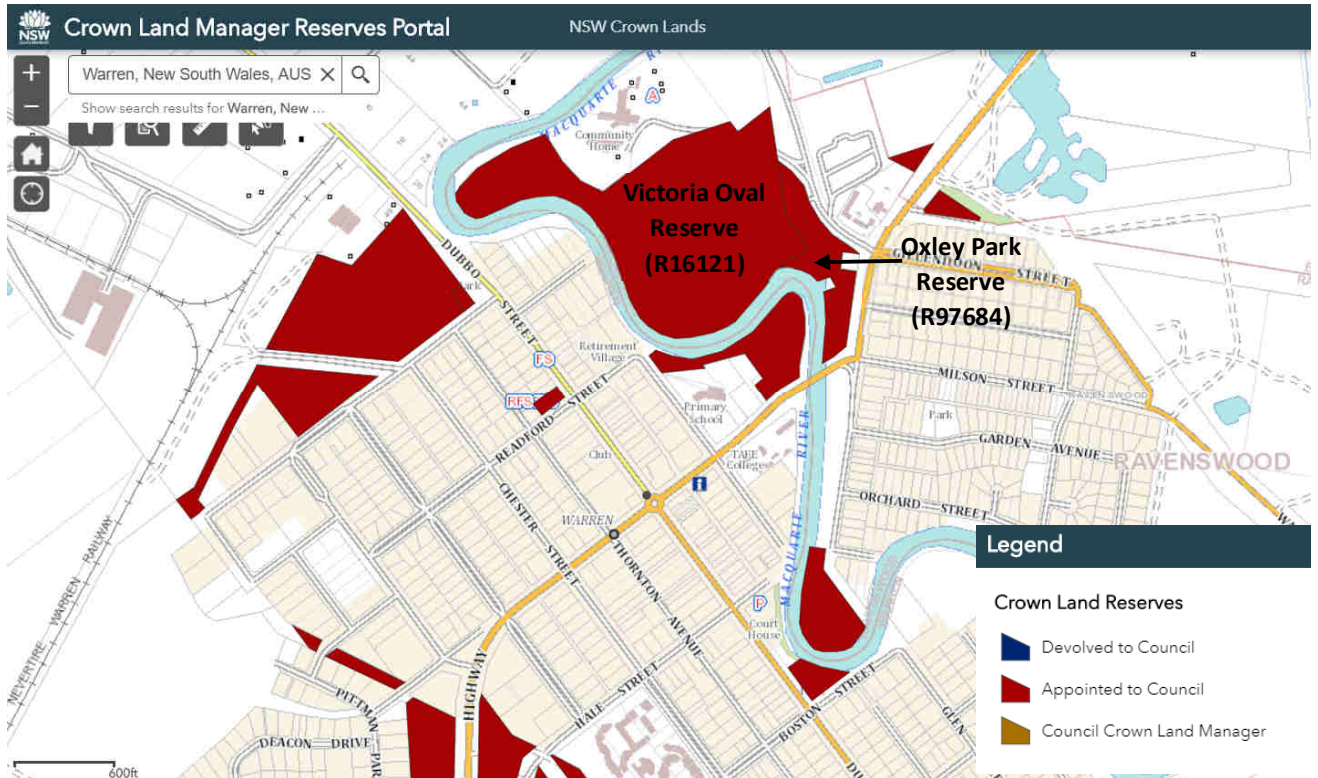 NSW
Crown Land Manager Reserves Portal
NSW Crown Lands
+
Warren, New South Wales, AUS ×
Show search results for Warren, New ...
−
MACQUARIE
A
Community
Home
Victoria Oval
Reserve
(R16121)
Oxley Park
Reserve
(R97684)
STREET
DUBBO
STREET
Retirement
Village
FS
RFS
READFORD STREET
Primary
School
MILSON STREET
RAVENSWOOD
Park
GARDEN AVENUE
RAVENSWOOD
Club
TAFE
Colleges
i
MACQUARIE RIVER
ORCHARD STREET
CHESTER STREET
WARREN
THORNTON AVENUE
NEVERTIRE WARREN RAILWAY
P
Court
House
HIGHWAY
HALE STREET
BOSTON STREET
GLEN
PITTMAN
DEACON DRIVE
600ft
Legend
Crown Land Reserves
Devolved to Council
Appointed to Council
Council Crown Land Manager